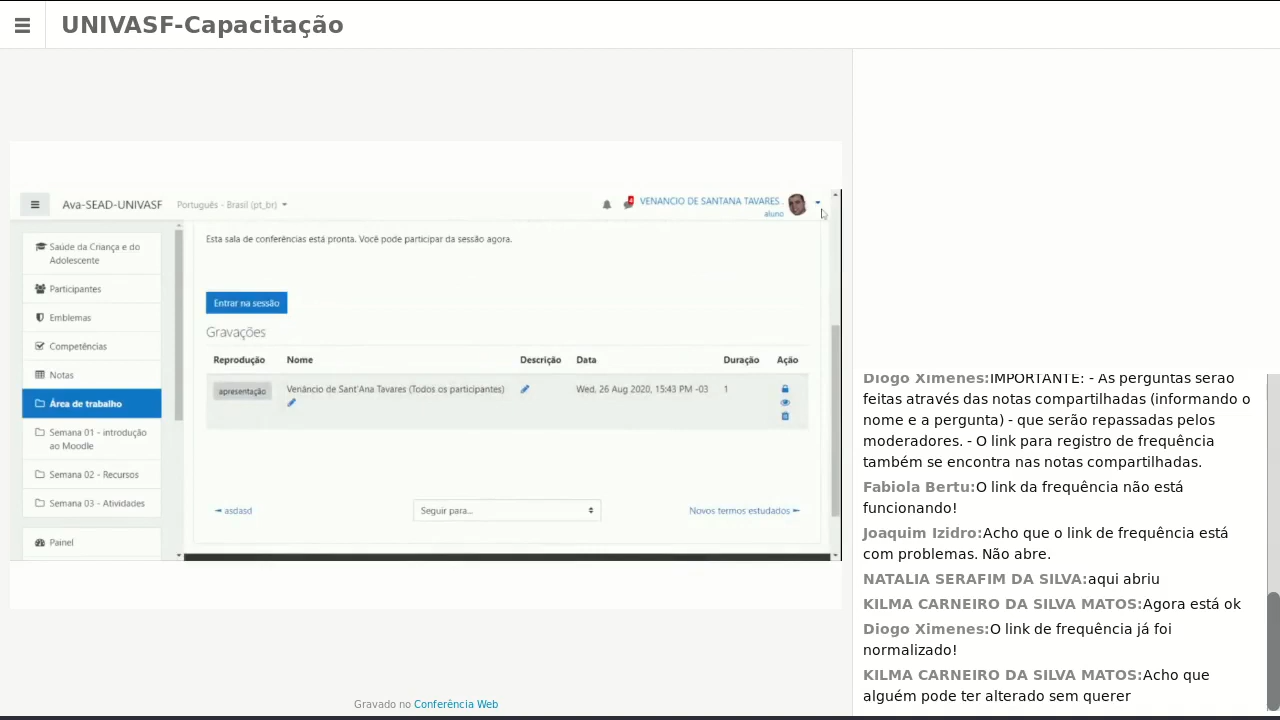 UNIVASF-Capacitação
Ava-SEAD-UNIVASF
Português - Brasil (pt_br)
VENANCIO DE SANTANA TAVARES .
aluno
Saúde da Criança e do
Adolescente
Participantes
Emblemas
Competências
Notas
Área de trabalho
Semana 01 - introdução
ao Moodle
Semana 02 - Recursos
Semana 03 - Atividades
Painel
Esta sala de conferências está pronta. Você pode participar da sessão agora.
Entrar na sessão
Gravações
Reprodução Nome Descrição Data Duração Ação
apresentação Venâncio de Sant'Ana Tavares (Todos os participantes) Wed, 26 Aug 2020, 15:43 PM -03 1
asdasd
Seguir para...
Novos termos estudados
Gravado no Conferência Web
Diogo Ximenes:IMPORTANTE: - As perguntas serão
feitas através das notas compartilhadas (informando o
nome e a pergunta) - que serão repassadas pelos
moderadores. - O link para registro de frequência
também se encontra nas notas compartilhadas.
Fabiola Bertu:O link da frequência não está
funcionando!
Joaquim Izidro:Acho que o link de frequência está
com problemas. Não abre.
NATALIA SERAFIM DA SILVA:aqui abriu
KILMA CARNEIRO DA SILVA MATOS:Agora está ok
Diogo Ximenes:O link de frequência já foi
normalizado!
KILMA CARNEIRO DA SILVA MATOS:Acho que
alguém pode ter alterado sem querer